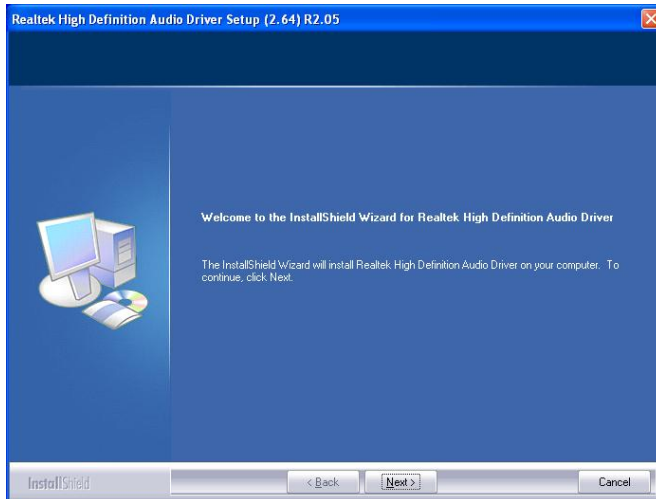 Realtek High Definition Audio Driver Setup (2.64) R2.05
Welcome to the InstallShield Wizard for Realtek High Definition Audio Driver
The InstallShield Wizard will install Realtek High Definition Audio Driver on your computer. To
continue, click Next.
InstallShield
< Back
Next >
Cancel